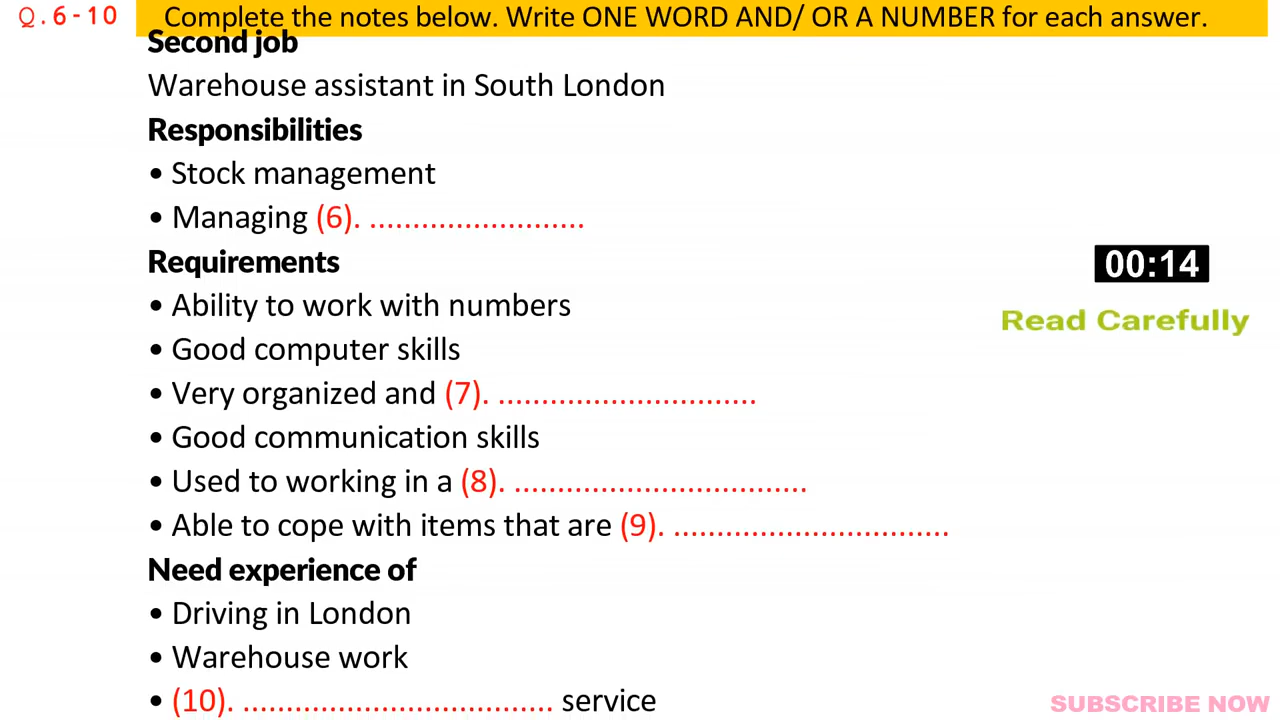 Q.6-10 Complete the notes below. Write ONE WORD AND/ OR A NUMBER for each answer.
Second job
Warehouse assistant in South London
Responsibilities
• Stock management
• Managing (6). ........................
Requirements
00:14
• Ability to work with numbers
Read Carefully
• Good computer skills
• Very organized and (7). .............................
• Good communication skills
• Used to working in a (8). .................................
• Able to cope with items that are (9). ...............................
Need experience of
• Driving in London
• Warehouse work
• (10). ................................... service
SUBSCRIBE NOW